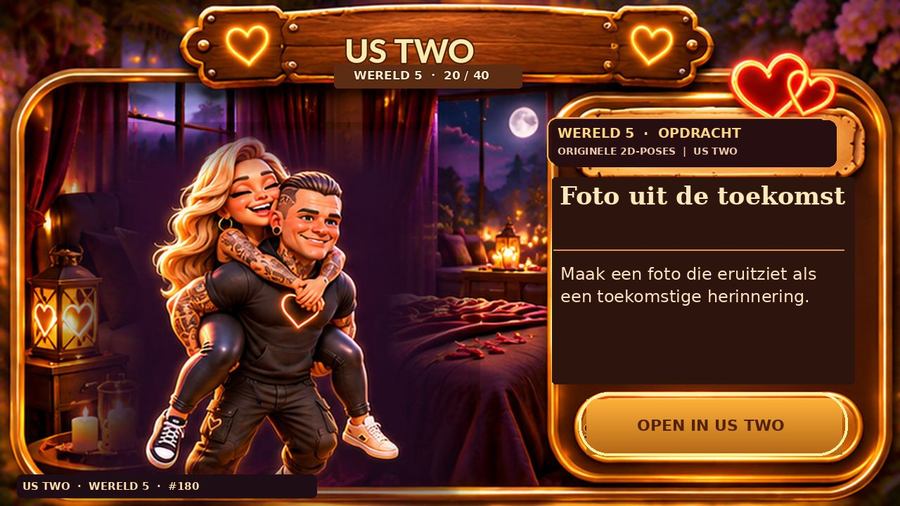 US TWO
WERELD 5 · 20 / 40
WERELD 5 · OPDRACHT
ORIGINELE 2D-POSES | US TWO
Foto uit de toekomst
Maak een foto die eruitziet als
een toekomstige herinnering.
OPEN IN US TWO
US TWO · WERELD 5 · #180